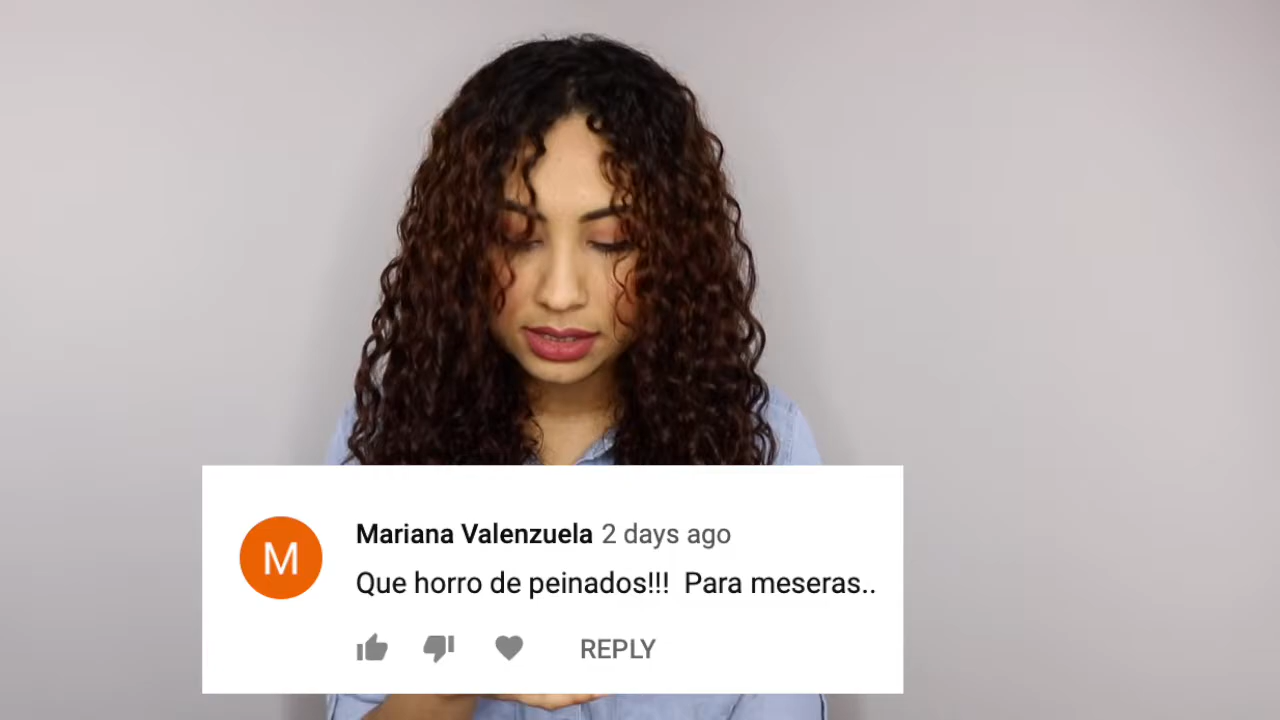 M
Mariana Valenzuela 2 days ago
Que horro de peinados!!! Para meseras..
REPLY